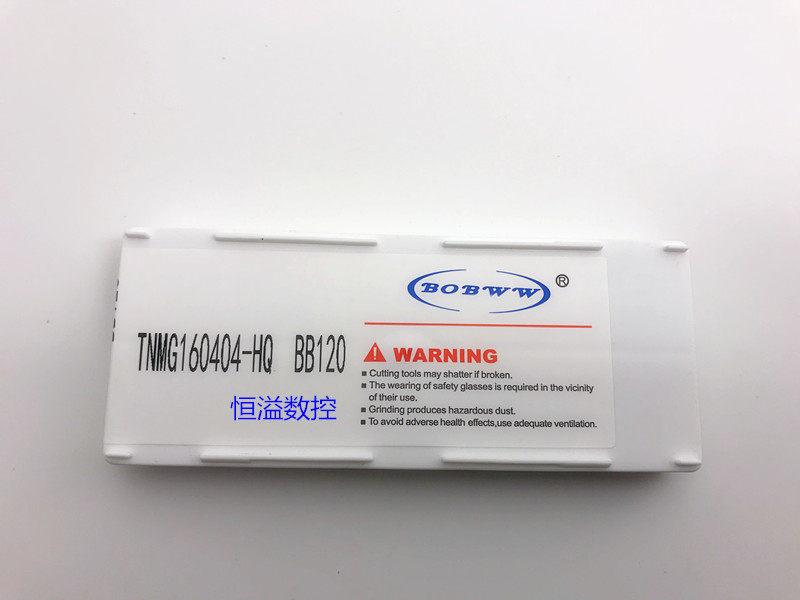 BOBWW®
TNMG160404-HQ BB120
恒溢数控
WARNING
■ Cutting tools may shatter if broken.
■ The wearing of safety glasses is required in the vicinity
of their use.
■ Grinding produces hazardous dust.
■ To avoid adverse health effects,use adequate ventilation.